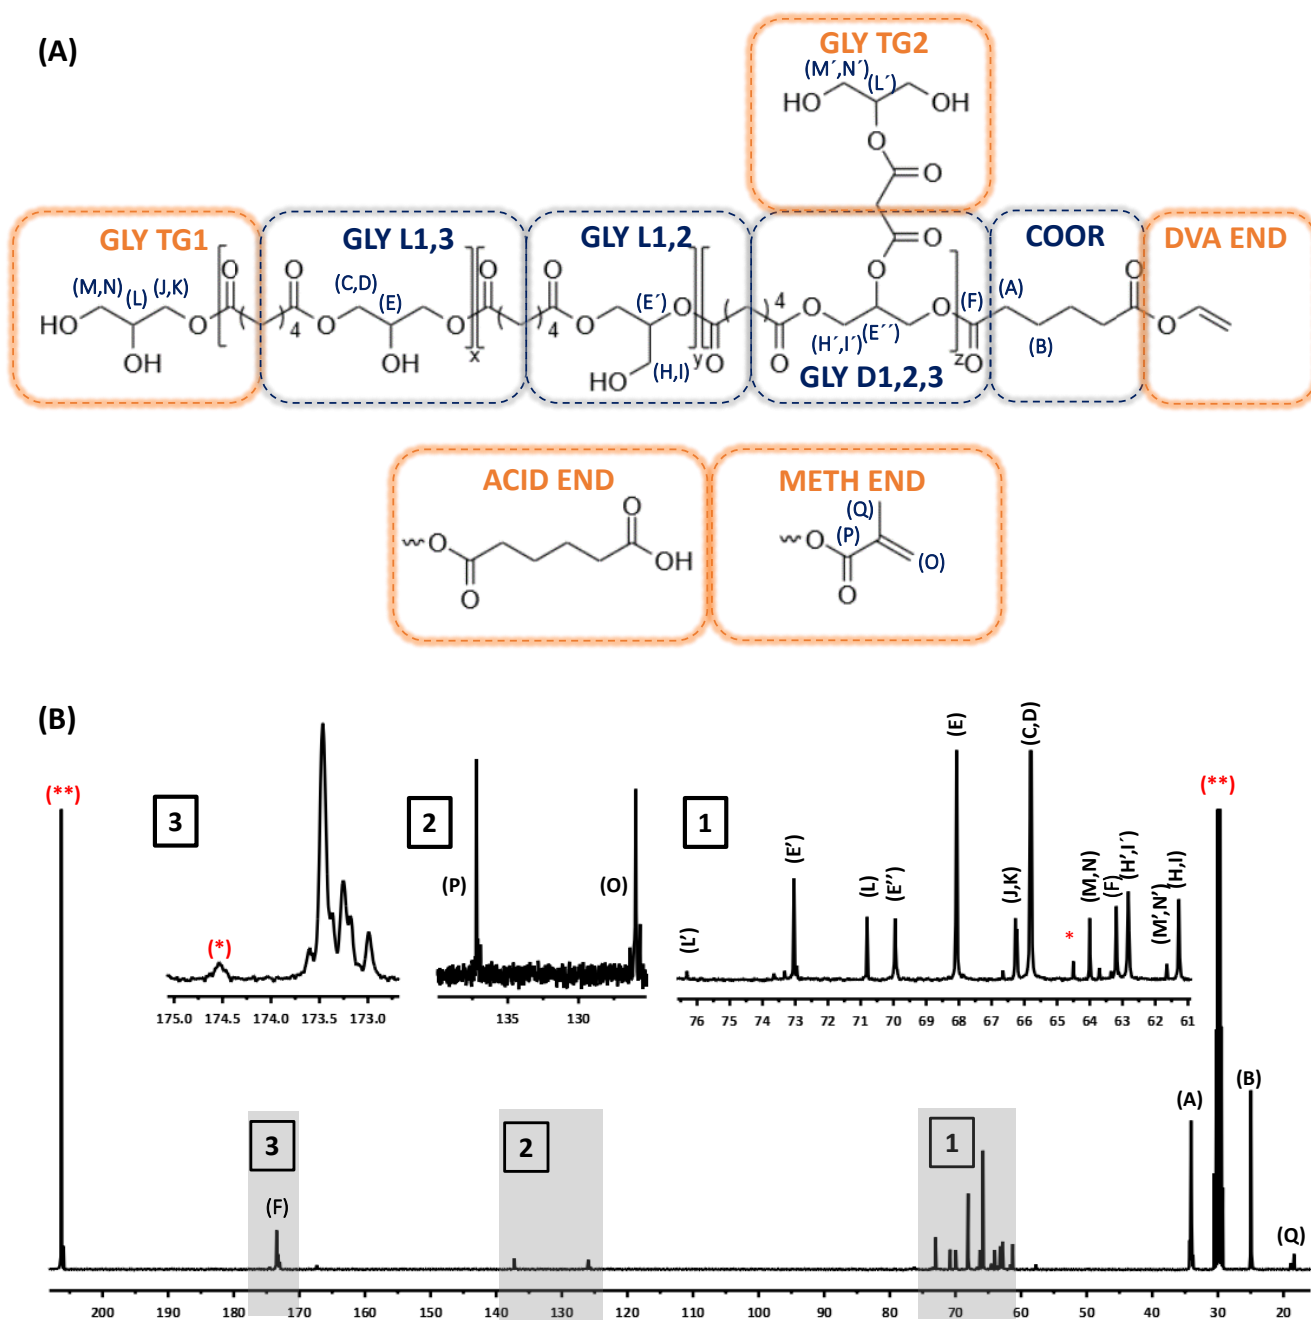 (A)
GLY TG2
(M´,N´)
(L´)
HO
OH
O
O
GLY TG1
GLY L1,3
GLY L1,2
O
COOR
DVA END
(M,N)
(L)
(J,K)
O
O
(C,D)
(E)
O
O
(E´)
O
4
(F)
(A)
O
HO
O
4
O
O
4
O
O
O
O
O
O
OH
x
OH
HO
(H,I)
y
O
O
(H´,I´)
(E´´)
z
O
(B)
GLY D1,2,3
ACID END
METH END
O
(Q)
O
OH
O
(P)
(O)
O
O
(B)
(**)
3
2
1
(P)
(O)
(*)
(L')
(E')
(L)
(E'')
(E)
(J,K)
(C,D)
*
(M,N)
(F)
(H',I´)
(M',N')
(H,I)
(**)
175.0 174.5 174.0 173.5 173.0
135 130
76 75 74 73 72 71 70 69 68 67 66 65 64 63 62 61
(A)
(B)
3
2
1
(F)
(Q)
200 190 180 170 160 150 140 130 120 110 100 90 80 70 60 50 40 30 20